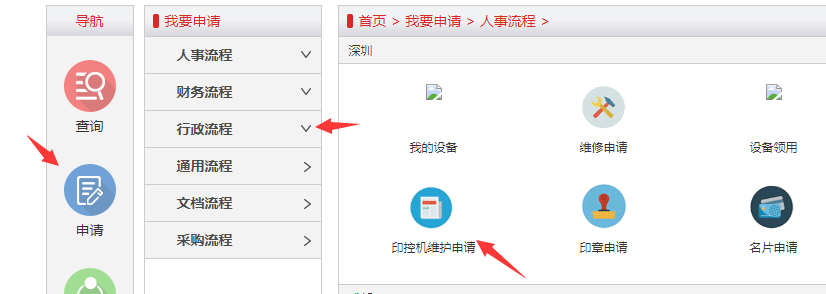 导航
查询
申请
我要申请
人事流程
财务流程
行政流程
通用流程
文档流程
采购流程
首页 > 我要申请 > 人事流程 >
深圳
我的设备
维修申请
设备领用
印控机维护申请
印章申请
名片申请